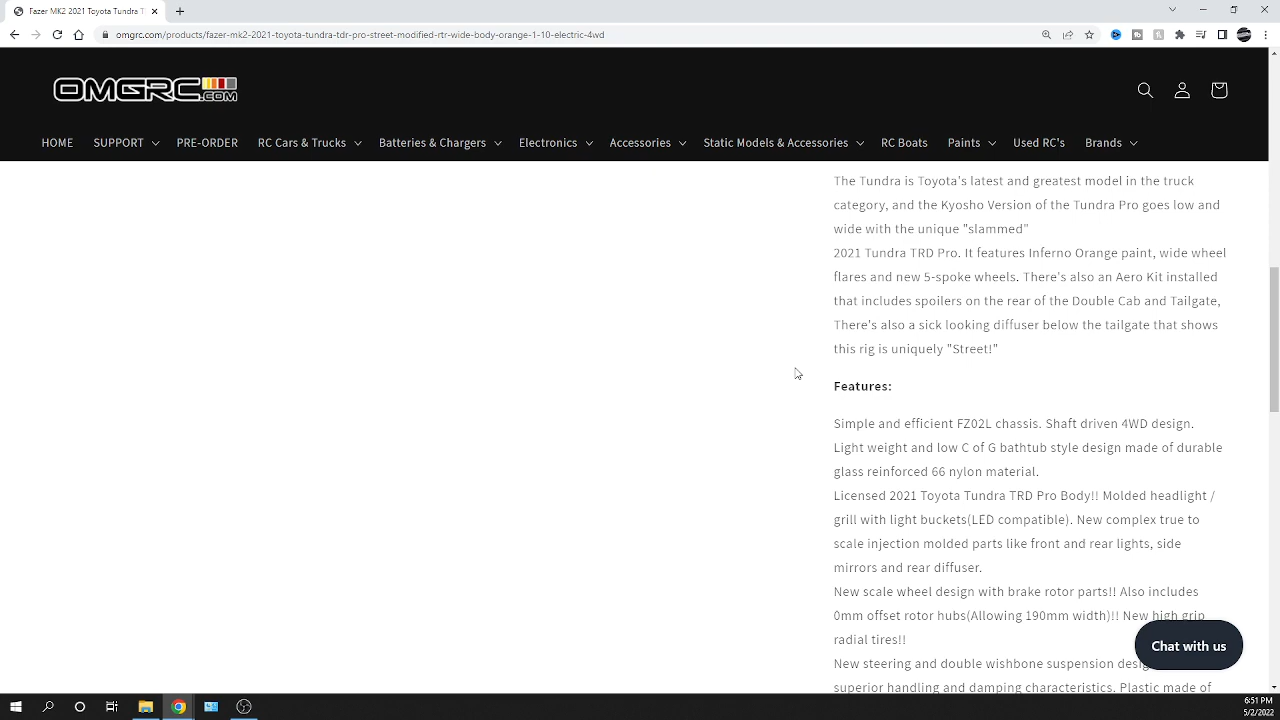 Fazer MK2 2021 Toyota Tundra T
omgrc.com/products/fazer-mk2-2021-toyota-tundra-tdr-pro-street-modified-rtr-wide-body-orange-1-10-electric-4wd
OMGRC.COM
HOME SUPPORT PRE-ORDER RC Cars & Trucks Batteries & Chargers Electronics Accessories Static Models & Accessories RC Boats Paints Used RC's Brands
The Tundra is Toyota's latest and greatest model in the truck
category, and the Kyosho Version of the Tundra Pro goes low and
wide with the unique "slammed"
2021 Tundra TRD Pro. It features Inferno Orange paint, wide wheel
flares and new 5-spoke wheels. There's also an Aero Kit installed
that includes spoilers on the rear of the Double Cab and Tailgate,
There's also a sick looking diffuser below the tailgate that shows
this rig is uniquely "Street!"
Features:
Simple and efficient FZ02L chassis. Shaft driven 4WD design.
Light weight and low C of G bathtub style design made of durable
glass reinforced 66 nylon material.
Licensed 2021 Toyota Tundra TRD Pro Body!! Molded headlight /
grill with light buckets(LED compatible). New complex true to
scale injection molded parts like front and rear lights, side
mirrors and rear diffuser.
New scale wheel design with brake rotor parts!! Also includes
0mm offset rotor hubs(Allowing 190mm width)!! New high grip
radial tires!!
New steering and double wishbone suspension
superior handling and damping characteristics. Plastic made of
Chat with us
6:51 PM
5/2/2022